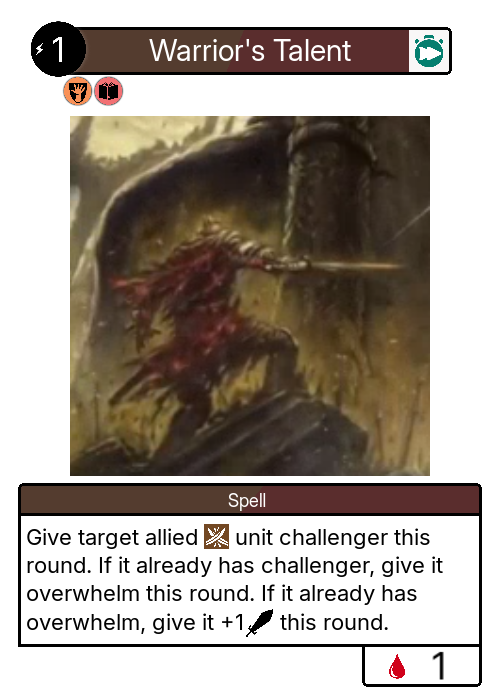 1
Warrior's Talent
Spell
Give target allied unit challenger this
round. If it already has challenger, give it
overwhelm this round. If it already has
overwhelm, give it +1 this round.
1